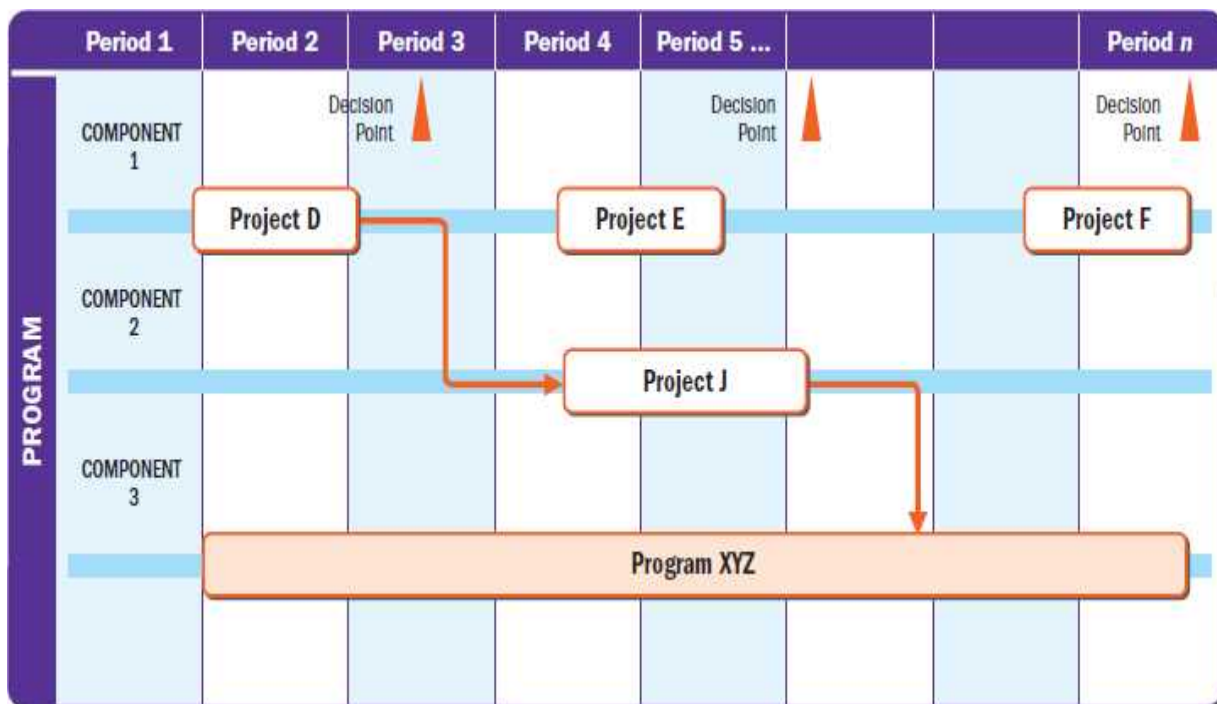 Period 1
Period 2
Period 3
Period 4
Period 5 ...
Period n
PROGRAM
COMPONENT
1
Decision
Point
Decision
Point
Decision
Point
Project D
Project E
Project F
COMPONENT
2
Project J
COMPONENT
3
Program XYZ